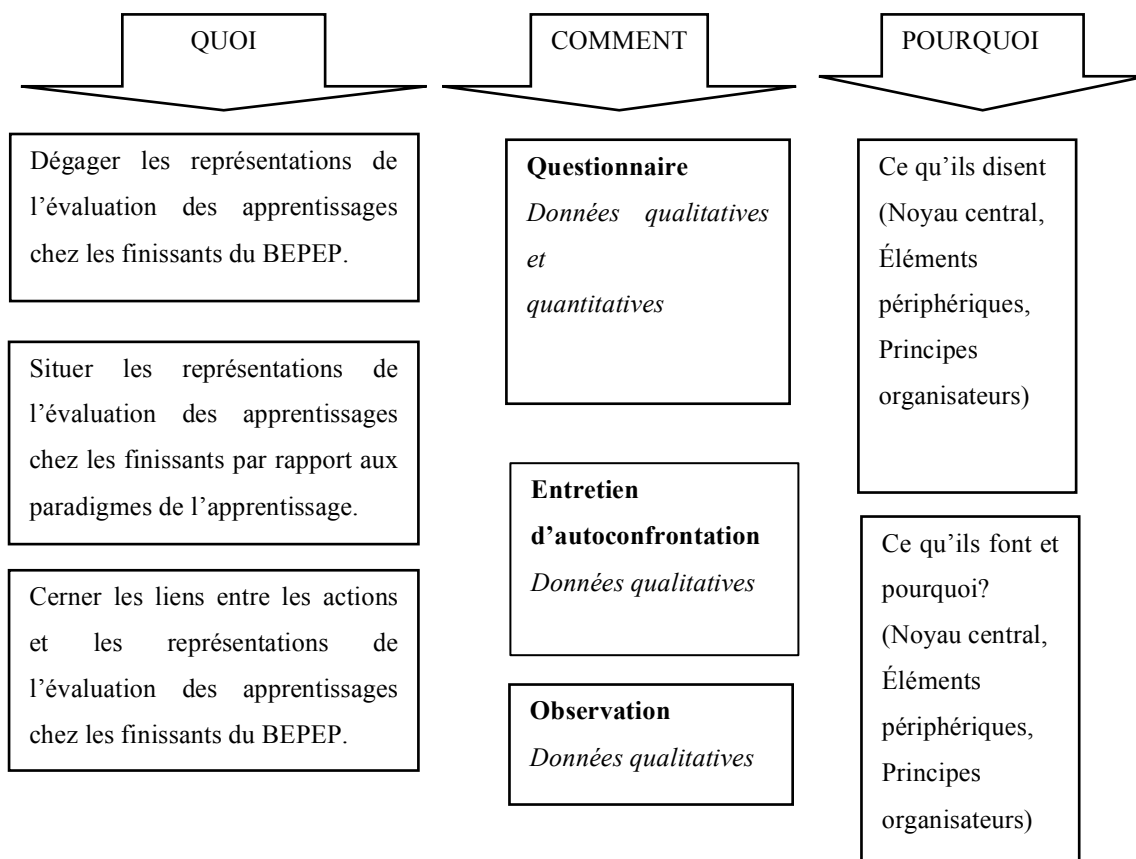 QUOI
Dégager les représentations de
l’évaluation des apprentissages
chez les finissants du BEPEP.
Situer les représentations de
l’évaluation des apprentissages
chez les finissants par rapport aux
paradigmes de l’apprentissage.
Cerner les liens entre les actions
et les représentations de
l’évaluation des apprentissages
chez les finissants du BEPEP.
COMMENT
Questionnaire
Données qualitatives
et
quantitatives
Entretien
d’autoconfrontation
Données qualitatives
Observation
Données qualitatives
POURQUOI
Ce qu’ils disent
(Noyau central,
Éléments
périphériques,
Principes
organisateurs)
Ce qu’ils font et
pourquoi?
(Noyau central,
Éléments
périphériques,
Principes
organisateurs)